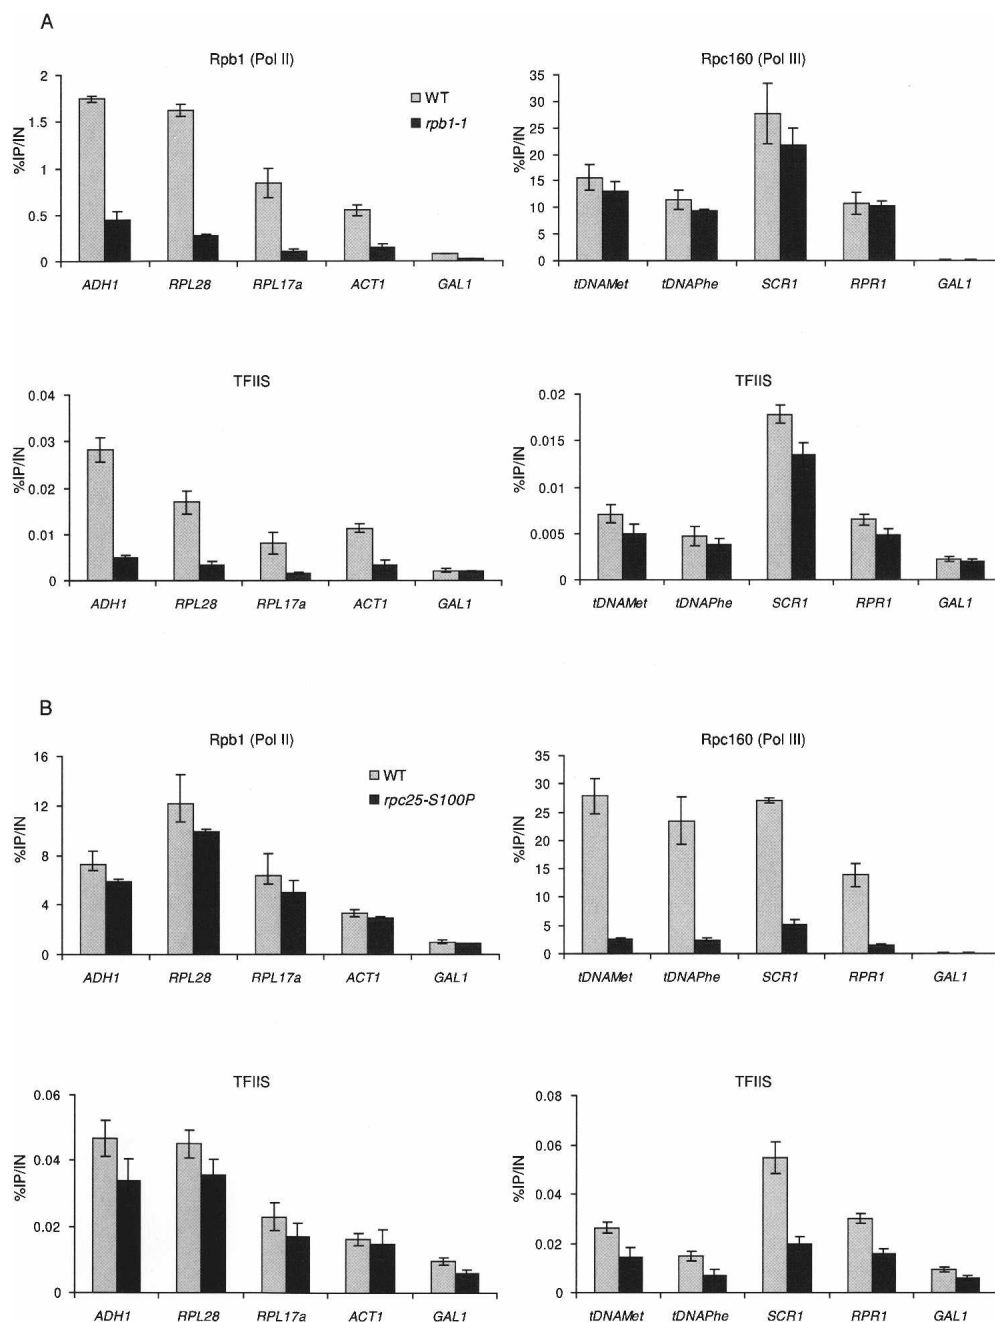 A
Rpb1 (Pol II)
%IP/IN
2
1.5
1
0.5
0
WT
rpb1-1
ADH1 RPL28 RPL17a ACT1 GAL1
Rpc160 (Pol III)
%IP/IN
35
30
25
20
15
10
5
0
tDNAMet tDNAPhe SCR1 RPR1 GAL1
TFIIS
%IP/IN
0.04
0.03
0.02
0.01
0
ADH1 RPL28 RPL17a ACT1 GAL1
TFIIS
%IP/IN
0.02
0.015
0.01
0.005
0
tDNAMet tDNAPhe SCR1 RPR1 GAL1
B
Rpb1 (Pol II)
%IP/IN
16
12
8
4
0
WT
rpc25-S100P
ADH1 RPL28 RPL17a ACT1 GAL1
Rpc160 (Pol III)
%IP/IN
35
30
25
20
15
10
5
0
tDNAMet tDNAPhe SCR1 RPR1 GAL1
TFIIS
%IP/IN
0.06
0.04
0.02
0
ADH1 RPL28 RPL17a ACT1 GAL1
TFIIS
%IP/IN
0.08
0.06
0.04
0.02
0
tDNAMet tDNAPhe SCR1 RPR1 GAL1